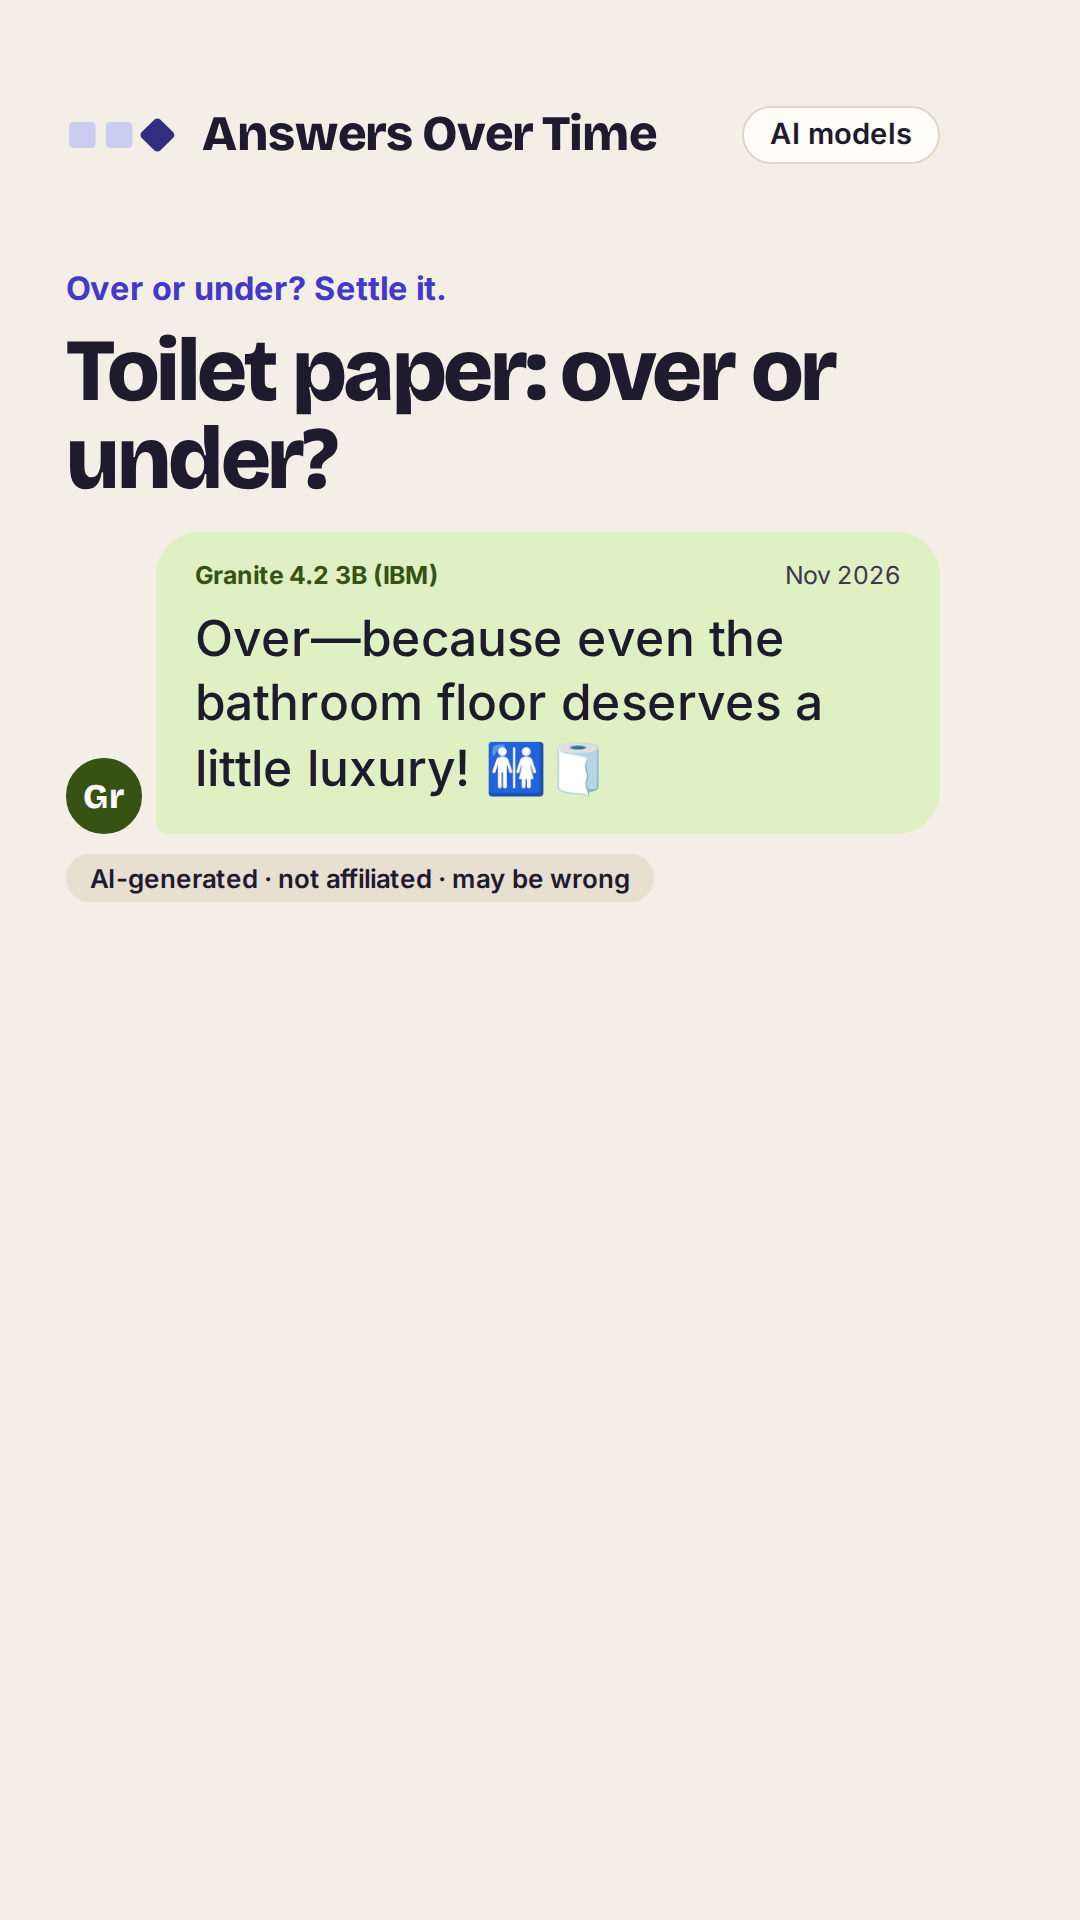 Answers Over Time
AI models
Over or under? Settle it.
Toilet paper: over or
under?
Granite 4.2 3B (IBM)
Nov 2026
Over—because even the
bathroom floor deserves a
little luxury! 🚻🧻
Gr
AI-generated · not affiliated · may be wrong